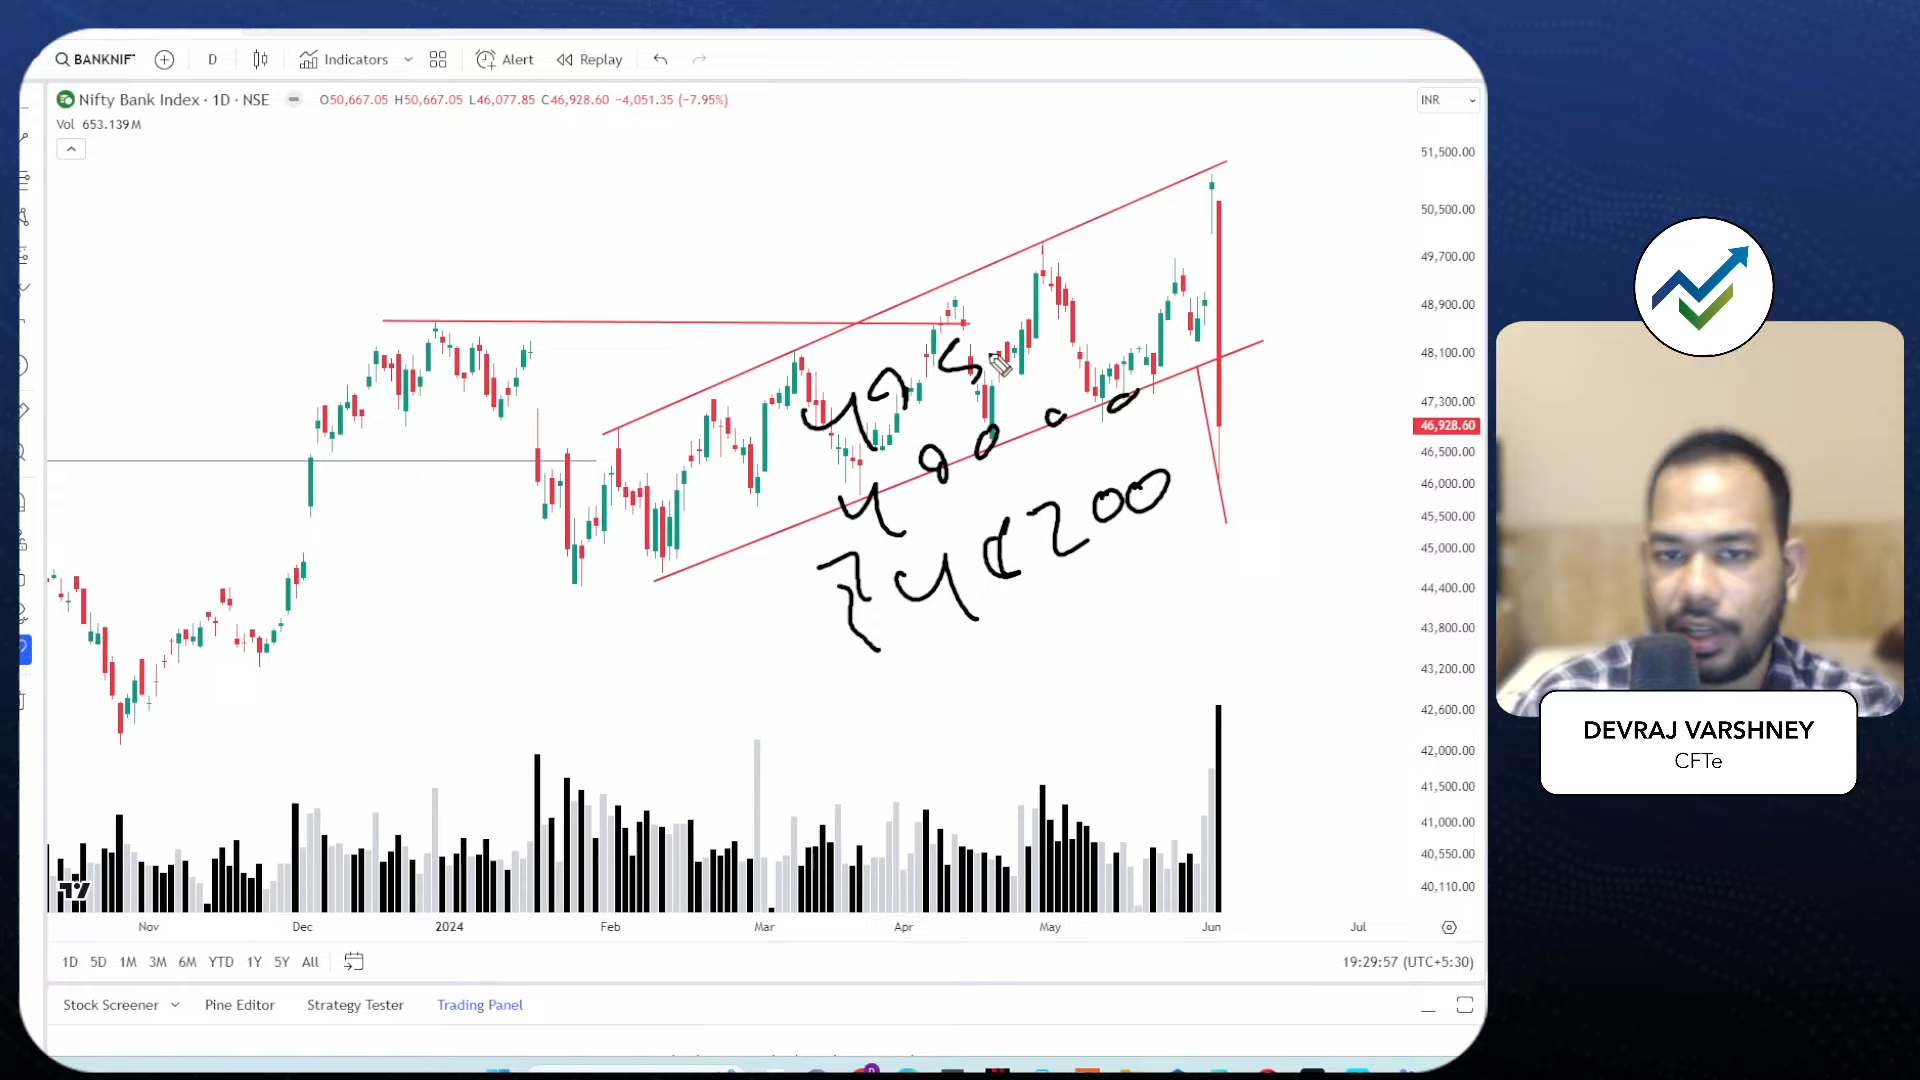 BANKNIF
D
Indicators
Alert
Replay
Nifty Bank Index · 1D · NSE
O50,667.05 H50,667.05 L46,077.85 C46,928.60 −4,051.35 (−7.95%)
INR
Vol 653.139M
51,500.00
50,500.00
49,700.00
48,900.00
48,100.00
47,300.00
46,928.60
46,500.00
46,000.00
45,500.00
45,000.00
44,400.00
43,800.00
43,200.00
42,600.00
42,000.00
41,500.00
41,000.00
40,550.00
40,110.00
Nov Dec 2024 Feb Mar Apr May Jun Jul
1D 5D 1M 3M 6M YTD 1Y 5Y All
19:29:57 (UTC+5:30)
Stock Screener Pine Editor Strategy Tester Trading Panel
DEVRAJ VARSHNEY
CFTe